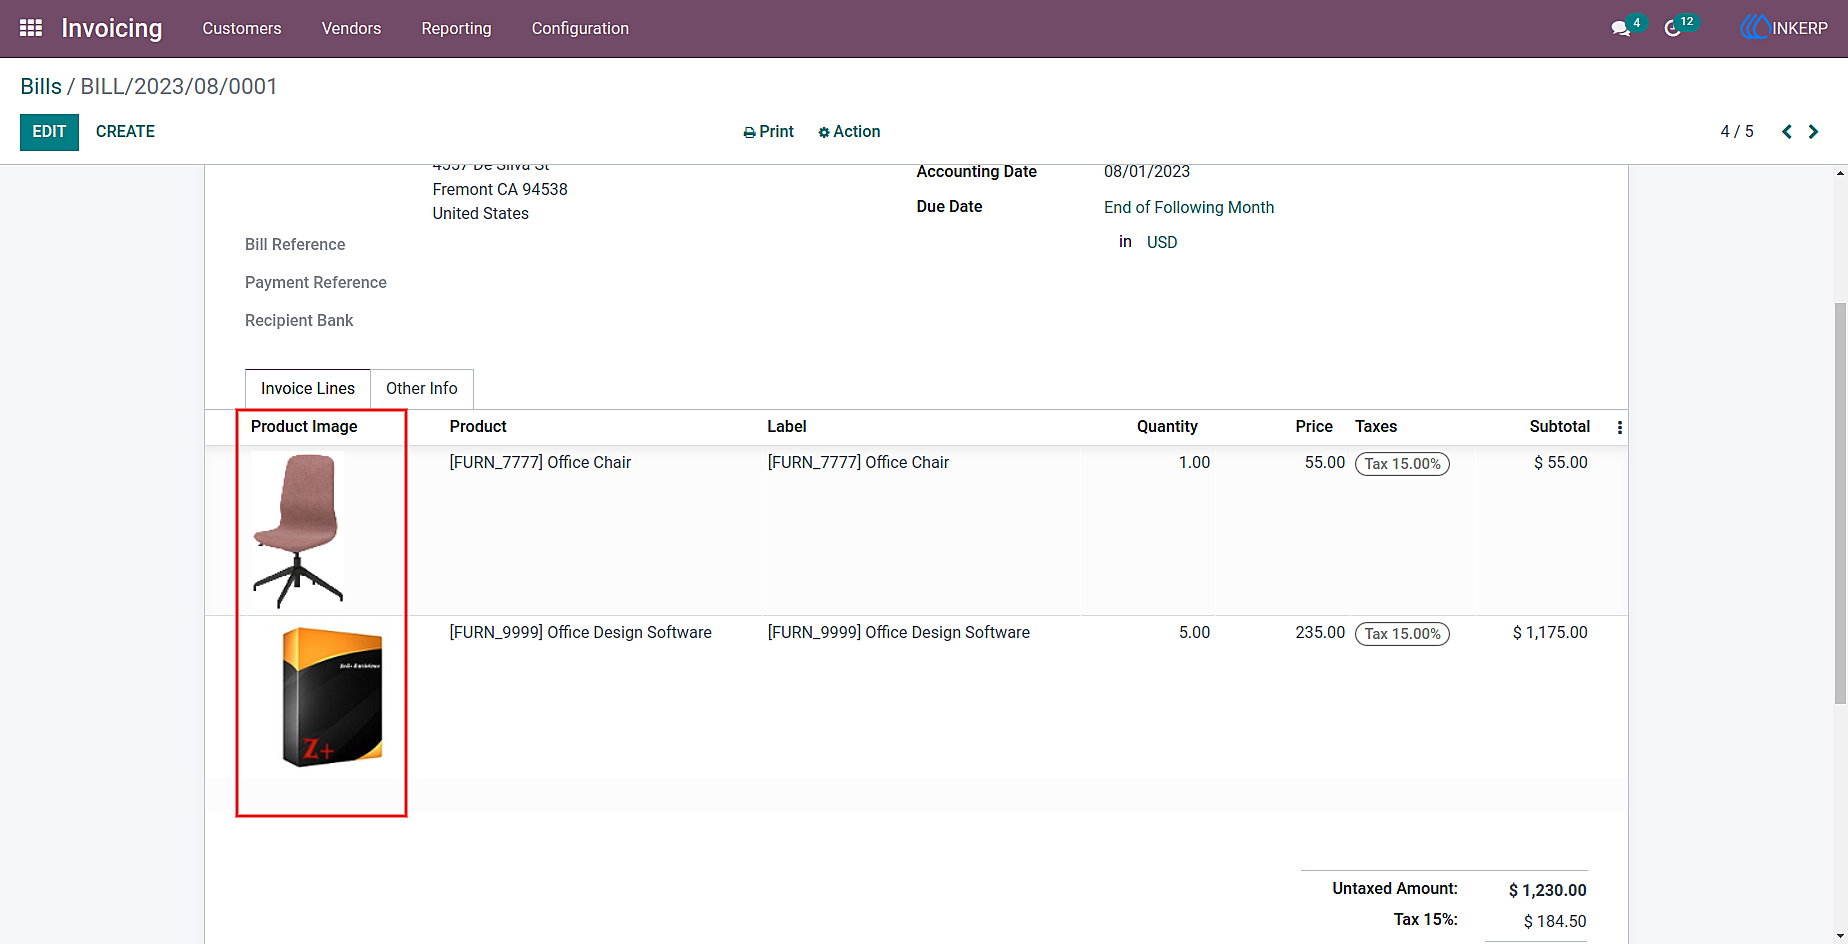 Invoicing Customers Vendors Reporting Configuration 4 12 INKERP
Bills / BILL/2023/08/0001
EDIT CREATE Print Action 4 / 5
4557 De Silva St Accounting Date 08/01/2023
Fremont CA 94538
United States
Due Date End of Following Month
in USD
Bill Reference
Payment Reference
Recipient Bank
Invoice Lines Other Info
Product Image Product Label Quantity Price Taxes Subtotal
[FURN_7777] Office Chair [FURN_7777] Office Chair 1.00 55.00 Tax 15.00% $ 55.00
[FURN_9999] Office Design Software [FURN_9999] Office Design Software 5.00 235.00 Tax 15.00% $ 1,175.00
Z+
Untaxed Amount: $ 1,230.00
Tax 15%: $ 184.50